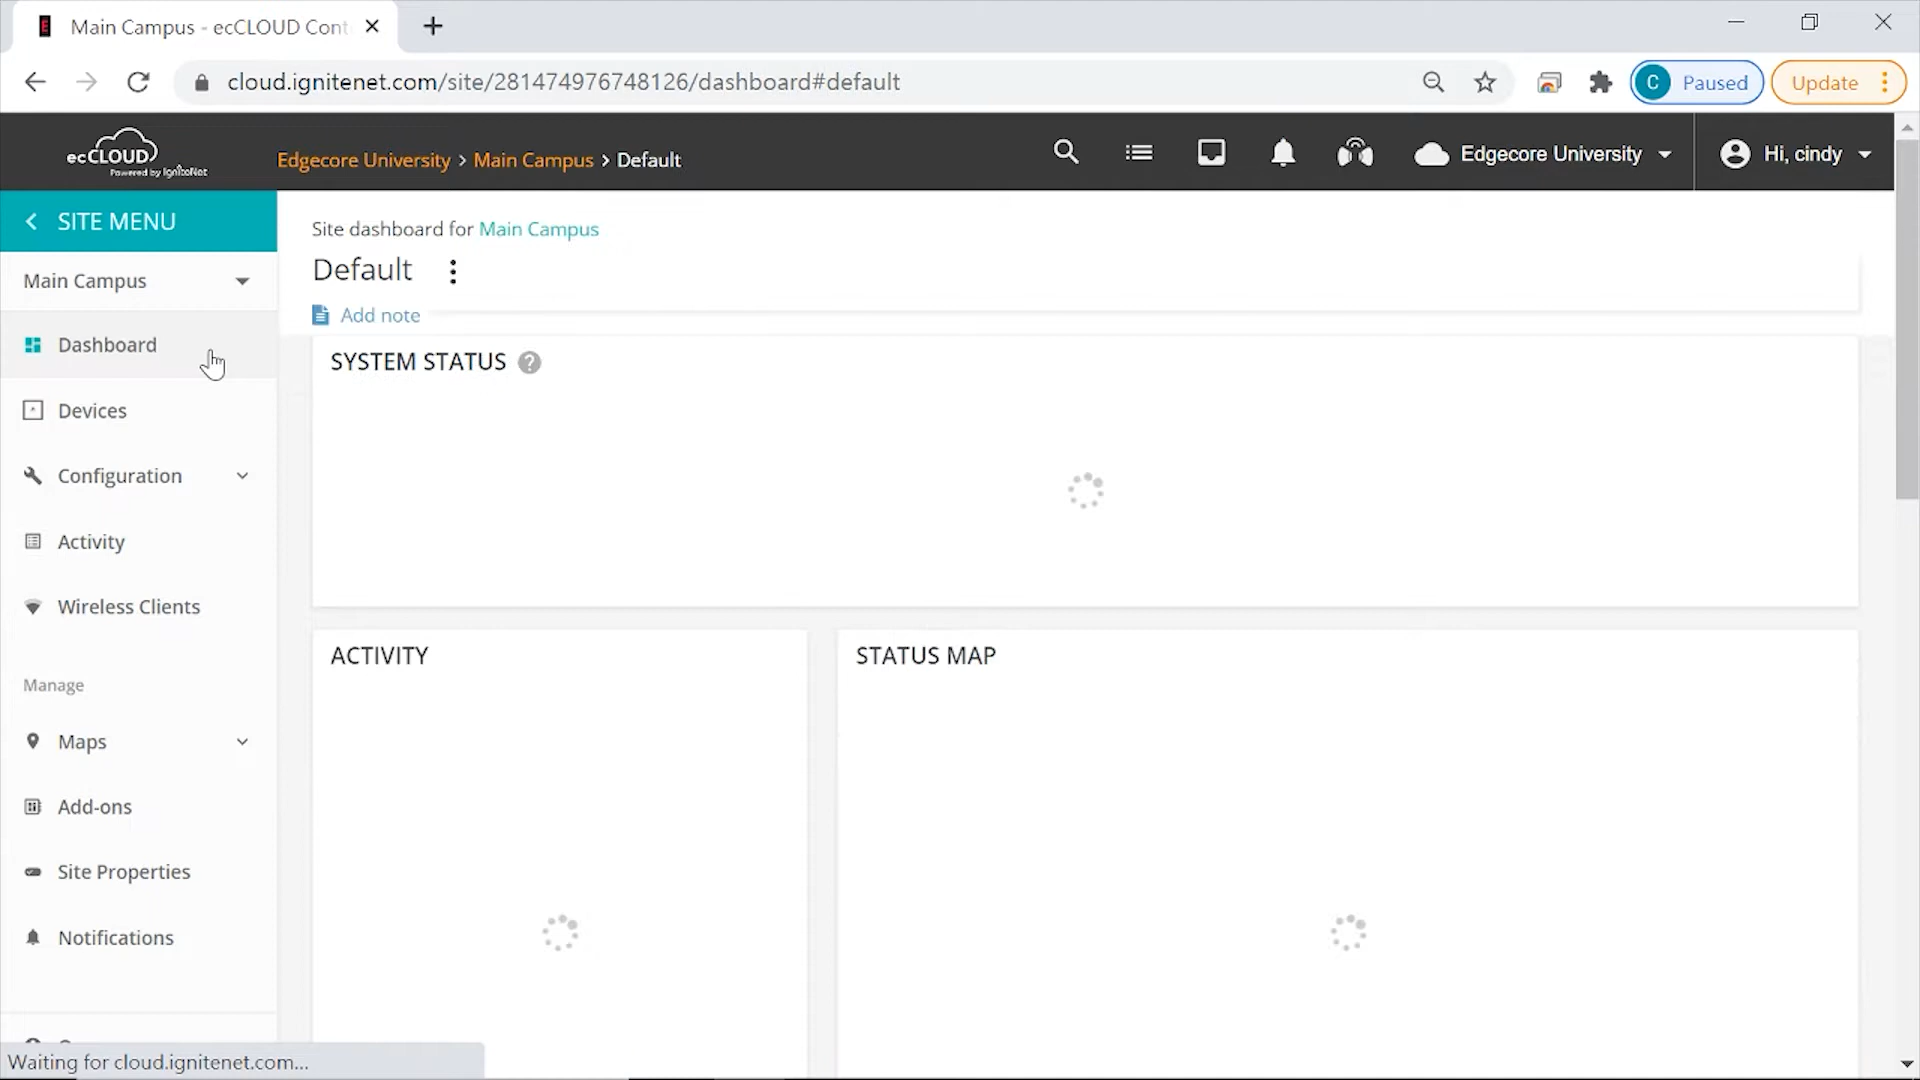 Main Campus - ecCLOUD Cont
cloud.ignitenet.com/site/281474976748126/dashboard#default
C Paused
Update
ecCLOUD
Powered by IgniteNet
Edgecore University > Main Campus > Default
Edgecore University
Hi, cindy
SITE MENU
Main Campus
Dashboard
Devices
Configuration
Activity
Wireless Clients
Manage
Maps
Add-ons
Site Properties
Notifications
Site dashboard for Main Campus
Default
Add note
SYSTEM STATUS ?
ACTIVITY
STATUS MAP
Waiting for cloud.ignitenet.com...